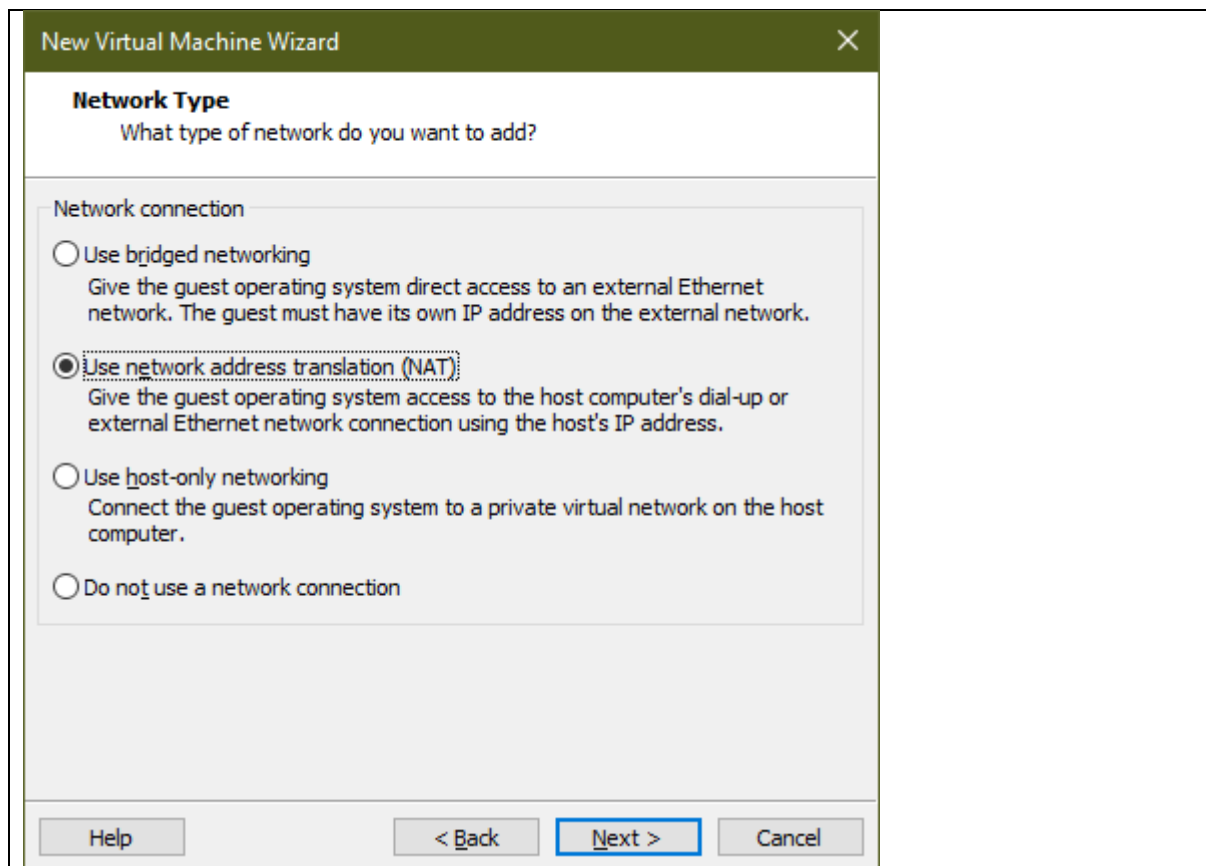 New Virtual Machine Wizard
Network Type
What type of network do you want to add?
Network connection
Use bridged networking
Give the guest operating system direct access to an external Ethernet
network. The guest must have its own IP address on the external network.
Use network address translation (NAT)
Give the guest operating system access to the host computer's dial-up or
external Ethernet network connection using the host's IP address.
Use host-only networking
Connect the guest operating system to a private virtual network on the host
computer.
Do not use a network connection
Help
< Back
Next >
Cancel